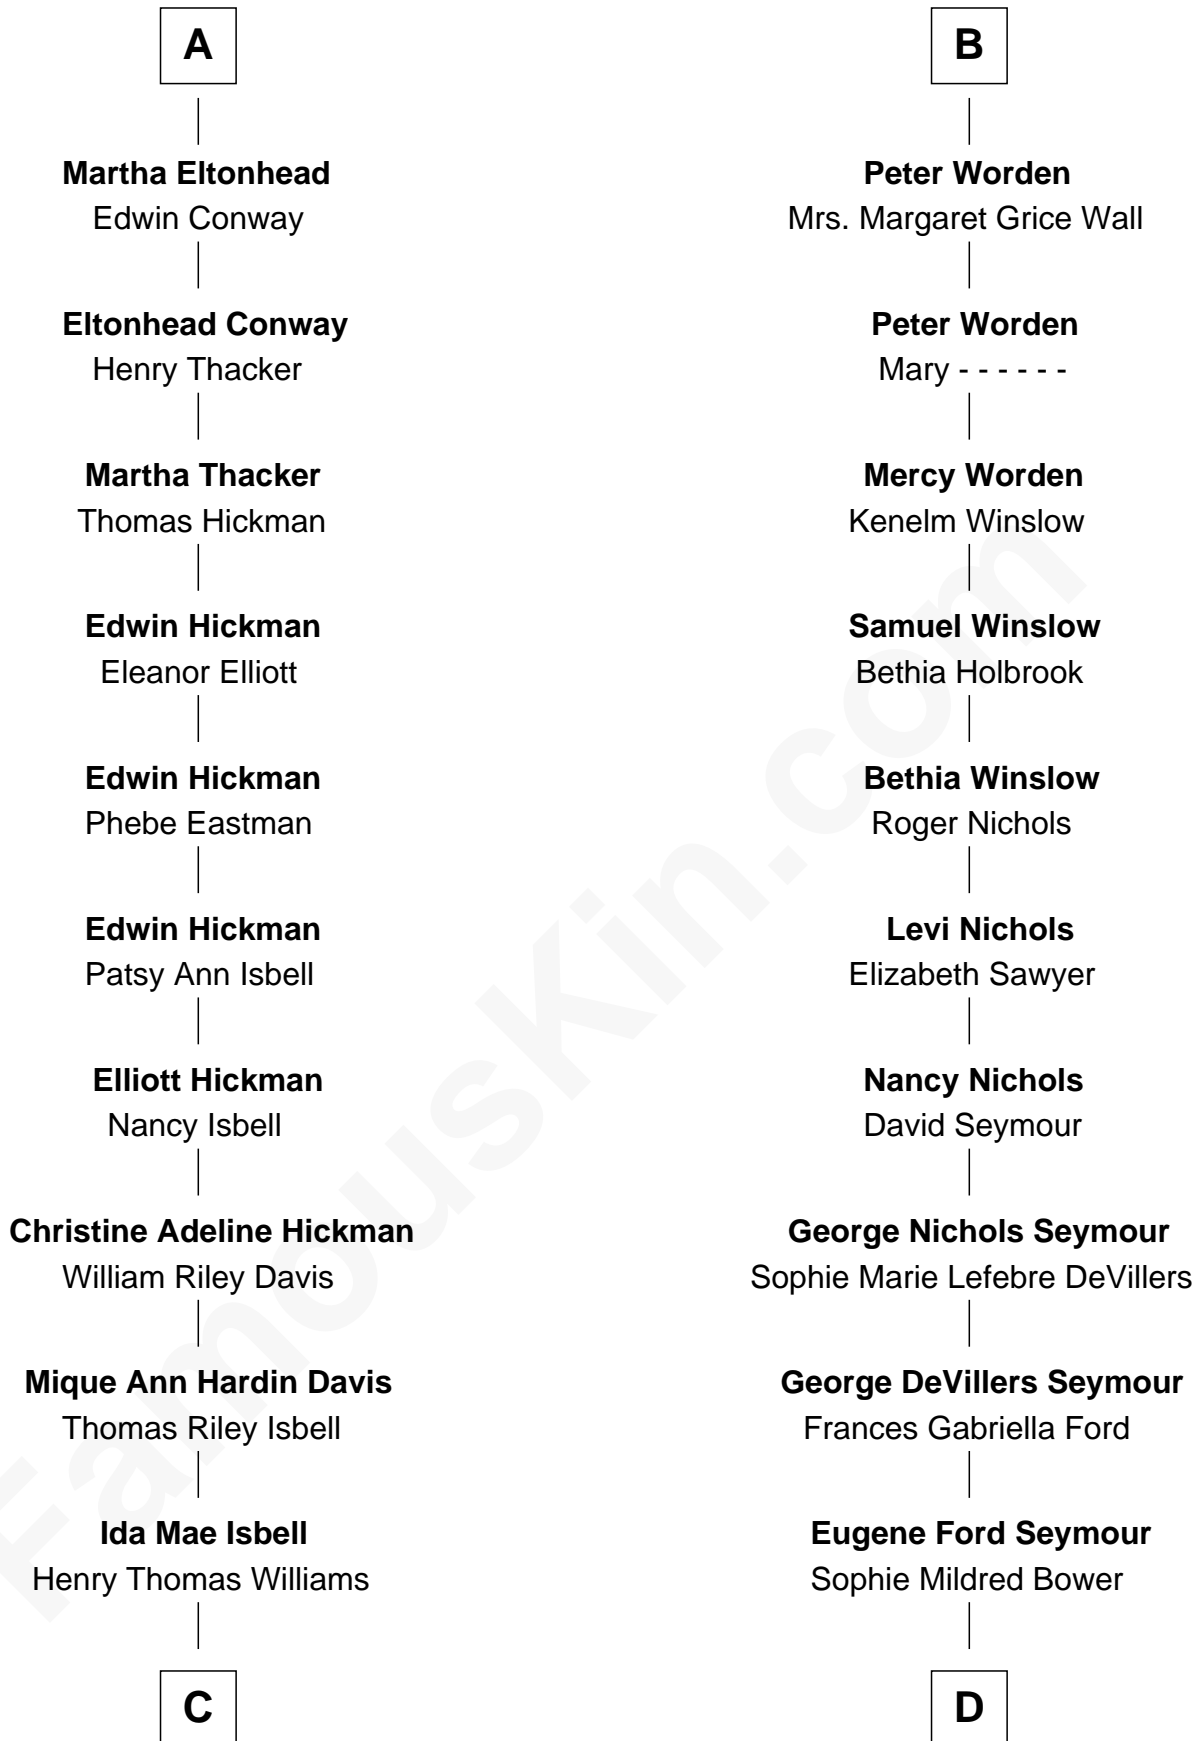 A
Martha Eltonhead
Edwin Conway
Eltonhead Conway
Henry Thacker
Martha Thacker
Thomas Hickman
Edwin Hickman
Eleanor Elliott
Edwin Hickman
Phebe Eastman
Edwin Hickman
Patsy Ann Isbell
Elliott Hickman
Nancy Isbell
Christine Adeline Hickman
William Riley Davis
Mique Ann Hardin Davis
Thomas Riley Isbell
Ida Mae Isbell
Henry Thomas Williams
C
B
Peter Worden
Mrs. Margaret Grice Wall
Peter Worden
Mary - - - - - -
Mercy Worden
Kenelm Winslow
Samuel Winslow
Bethia Holbrook
Bethia Winslow
Roger Nichols
Levi Nichols
Elizabeth Sawyer
Nancy Nichols
David Seymour
George Nichols Seymour
Sophie Marie Lefebre DeVillers
George DeVillers Seymour
Frances Gabriella Ford
Eugene Ford Seymour
Sophie Mildred Bower
D
FamousKin.com